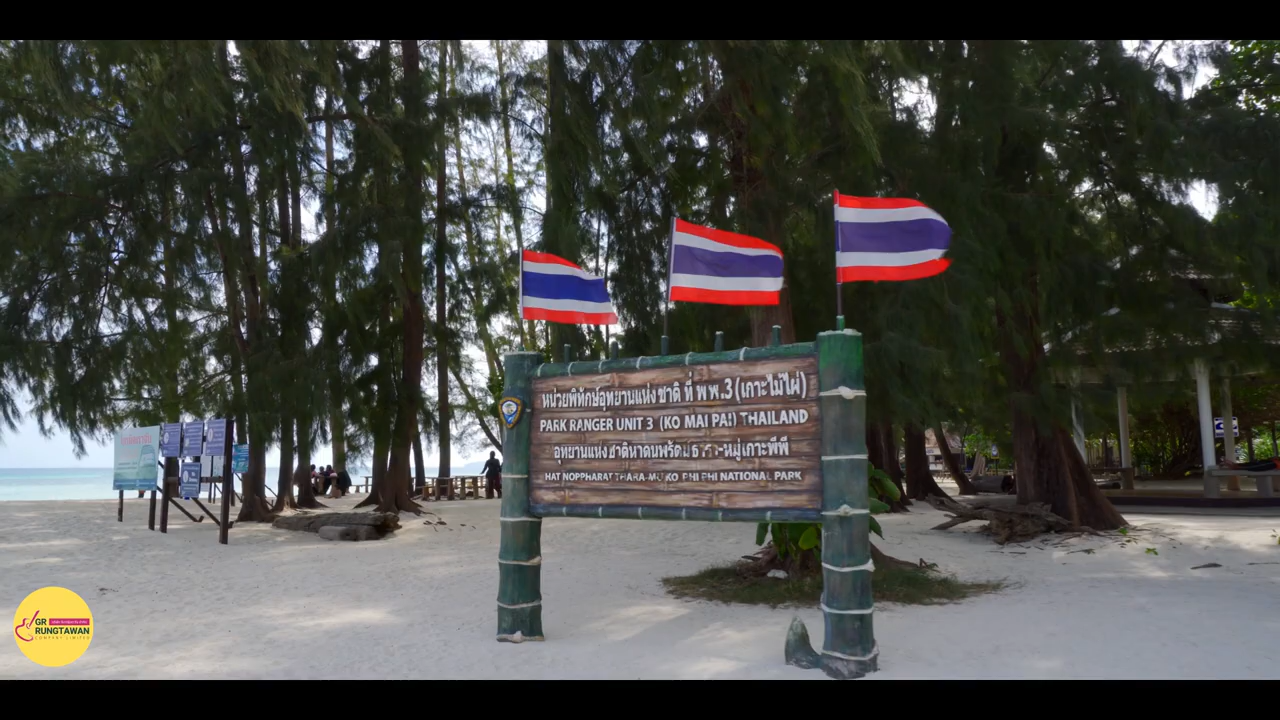 หน่วยพิทักษ์อุทยานแห่งชาติ ที่ พพ.3 (เกาะไม้ไผ่)
PARK RANGER UNIT 3 (KO MAI PAI) THAILAND
อุทยานแห่งชาติหาดนพรัตน์ธารา-หมู่เกาะพีพี
HAT NOPPHARAT THARA-MU KO PHI PHI NATIONAL PARK
GR
RUNGTAWAN
COMPANY LIMITED